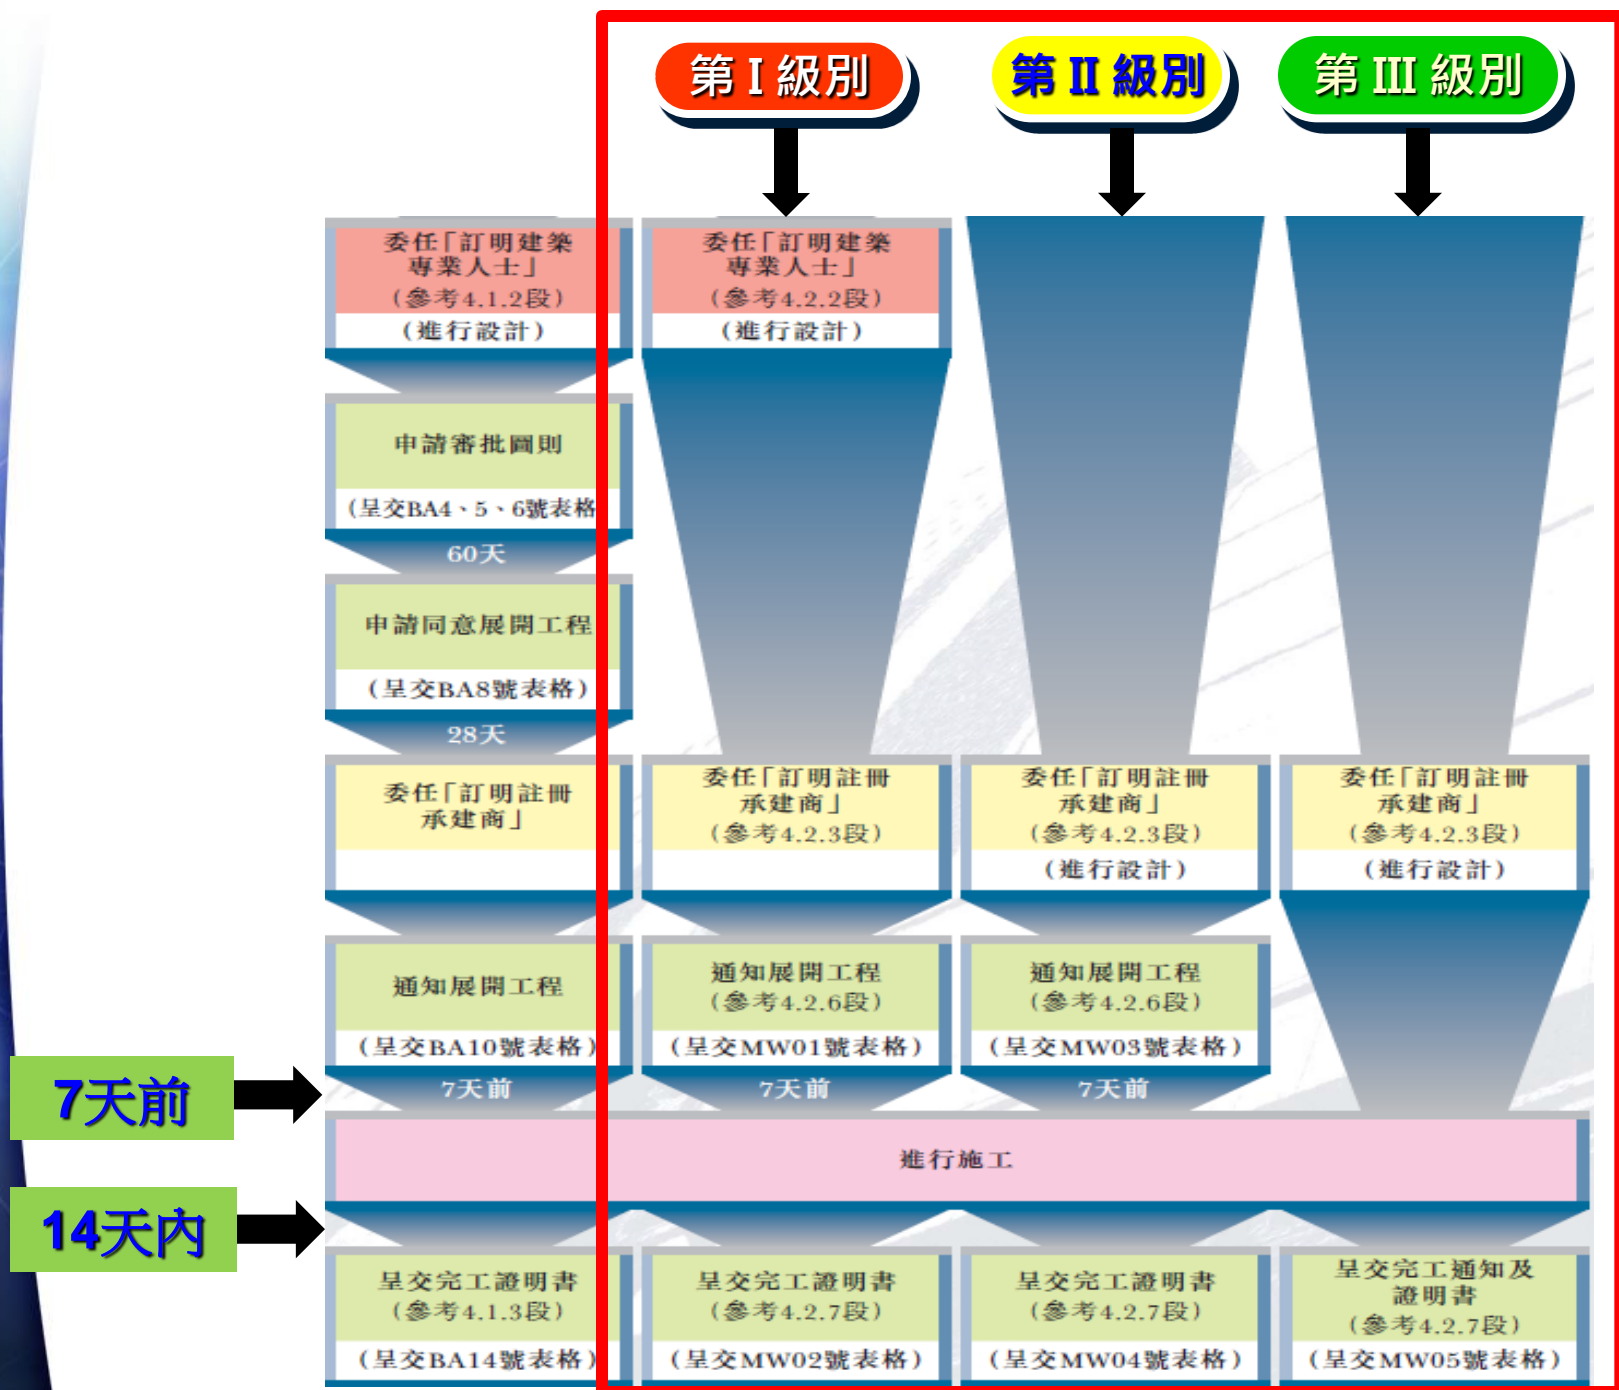 第 I 級別
第 II 級別
第 III 級別
委任「訂明建築
專業人士」
(參考4.1.2段)
(進行設計)
委任「訂明建築
專業人士」
(參考4.2.2段)
(進行設計)
申請審批圖則
(呈交BA4、5、6號表格)
60天
申請同意展開工程
(呈交BA8號表格)
28天
委任「訂明註冊
承建商」
委任「訂明註冊
承建商」
(參考4.2.3段)
委任「訂明註冊
承建商」
(參考4.2.3段)
(進行設計)
委任「訂明註冊
承建商」
(參考4.2.3段)
(進行設計)
通知展開工程
(呈交BA10號表格)
7天前
通知展開工程
(參考4.2.6段)
(呈交MW01號表格)
7天前
通知展開工程
(參考4.2.6段)
(呈交MW03號表格)
7天前
7天前
進行施工
14天內
呈交完工證明書
(參考4.1.3段)
(呈交BA14號表格)
呈交完工證明書
(參考4.2.7段)
(呈交MW02號表格)
呈交完工證明書
(參考4.2.7段)
(呈交MW04號表格)
呈交完工通知及
證明書
(參考4.2.7段)
(呈交MW05號表格)